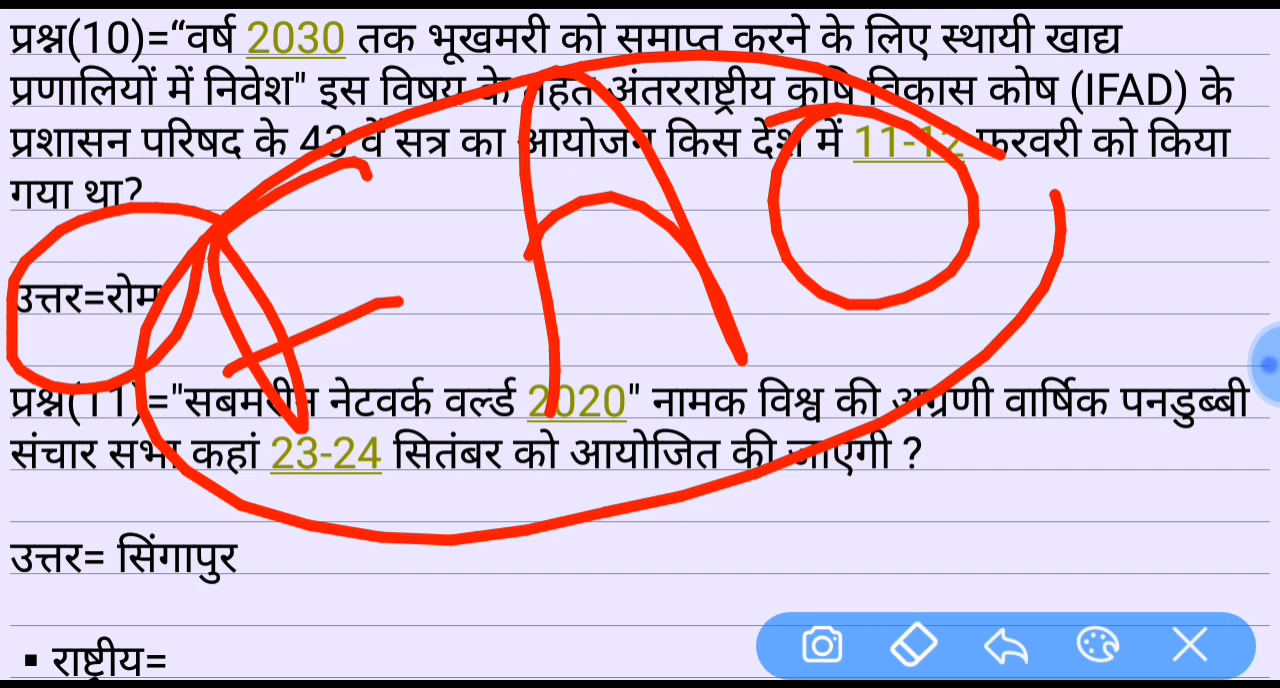 प्रश्न(10)=“वर्ष 2030 तक भूखमरी को समाप्त करने के लिए स्थायी खाद्य
प्रणालियों में निवेश" इस विषय के तहत अंतरराष्ट्रीय कृषि विकास कोष (IFAD) के
प्रशासन परिषद के 43 वें सत्र का आयोजन किस देश में 11-12 फरवरी को किया
गया था?
FAO
उत्तर=रोम
प्रश्न(11)="सबमरीन नेटवर्क वर्ल्ड 2020" नामक विश्व की अग्रणी वार्षिक पनडुब्बी
संचार सभा कहां 23-24 सितंबर को आयोजित की जाएगी ?
उत्तर= सिंगापुर
▪ राष्ट्रीय=